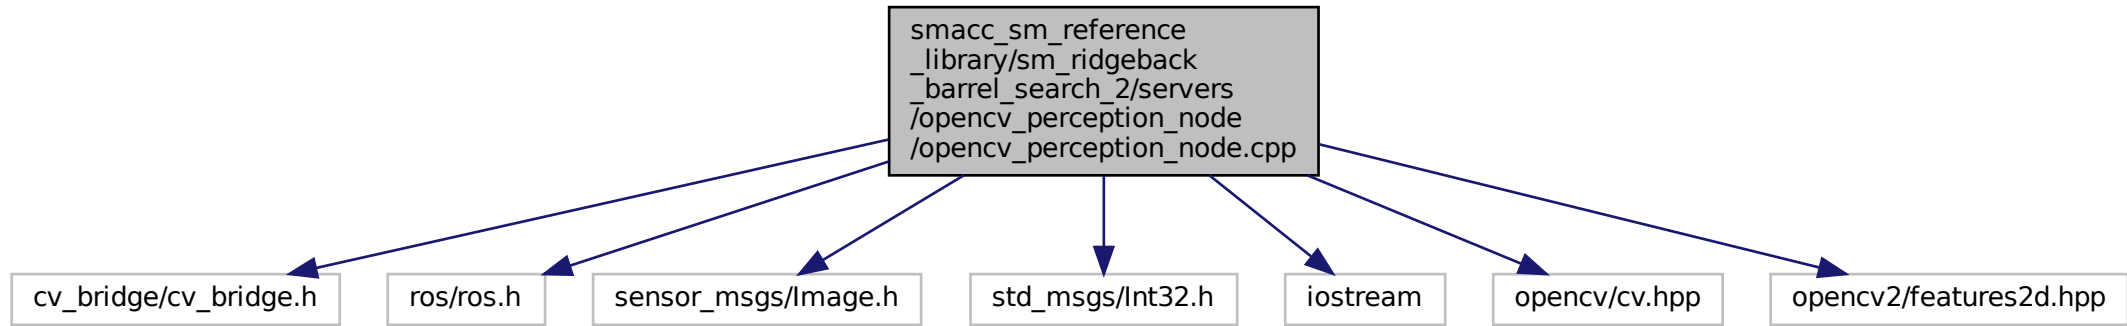 smacc_sm_reference
_library/sm_ridgeback
_barrel_search_2/servers
/opencv_perception_node
/opencv_perception_node.cpp
cv_bridge/cv_bridge.h
ros/ros.h
sensor_msgs/Image.h
std_msgs/Int32.h
iostream
opencv/cv.hpp
opencv2/features2d.hpp